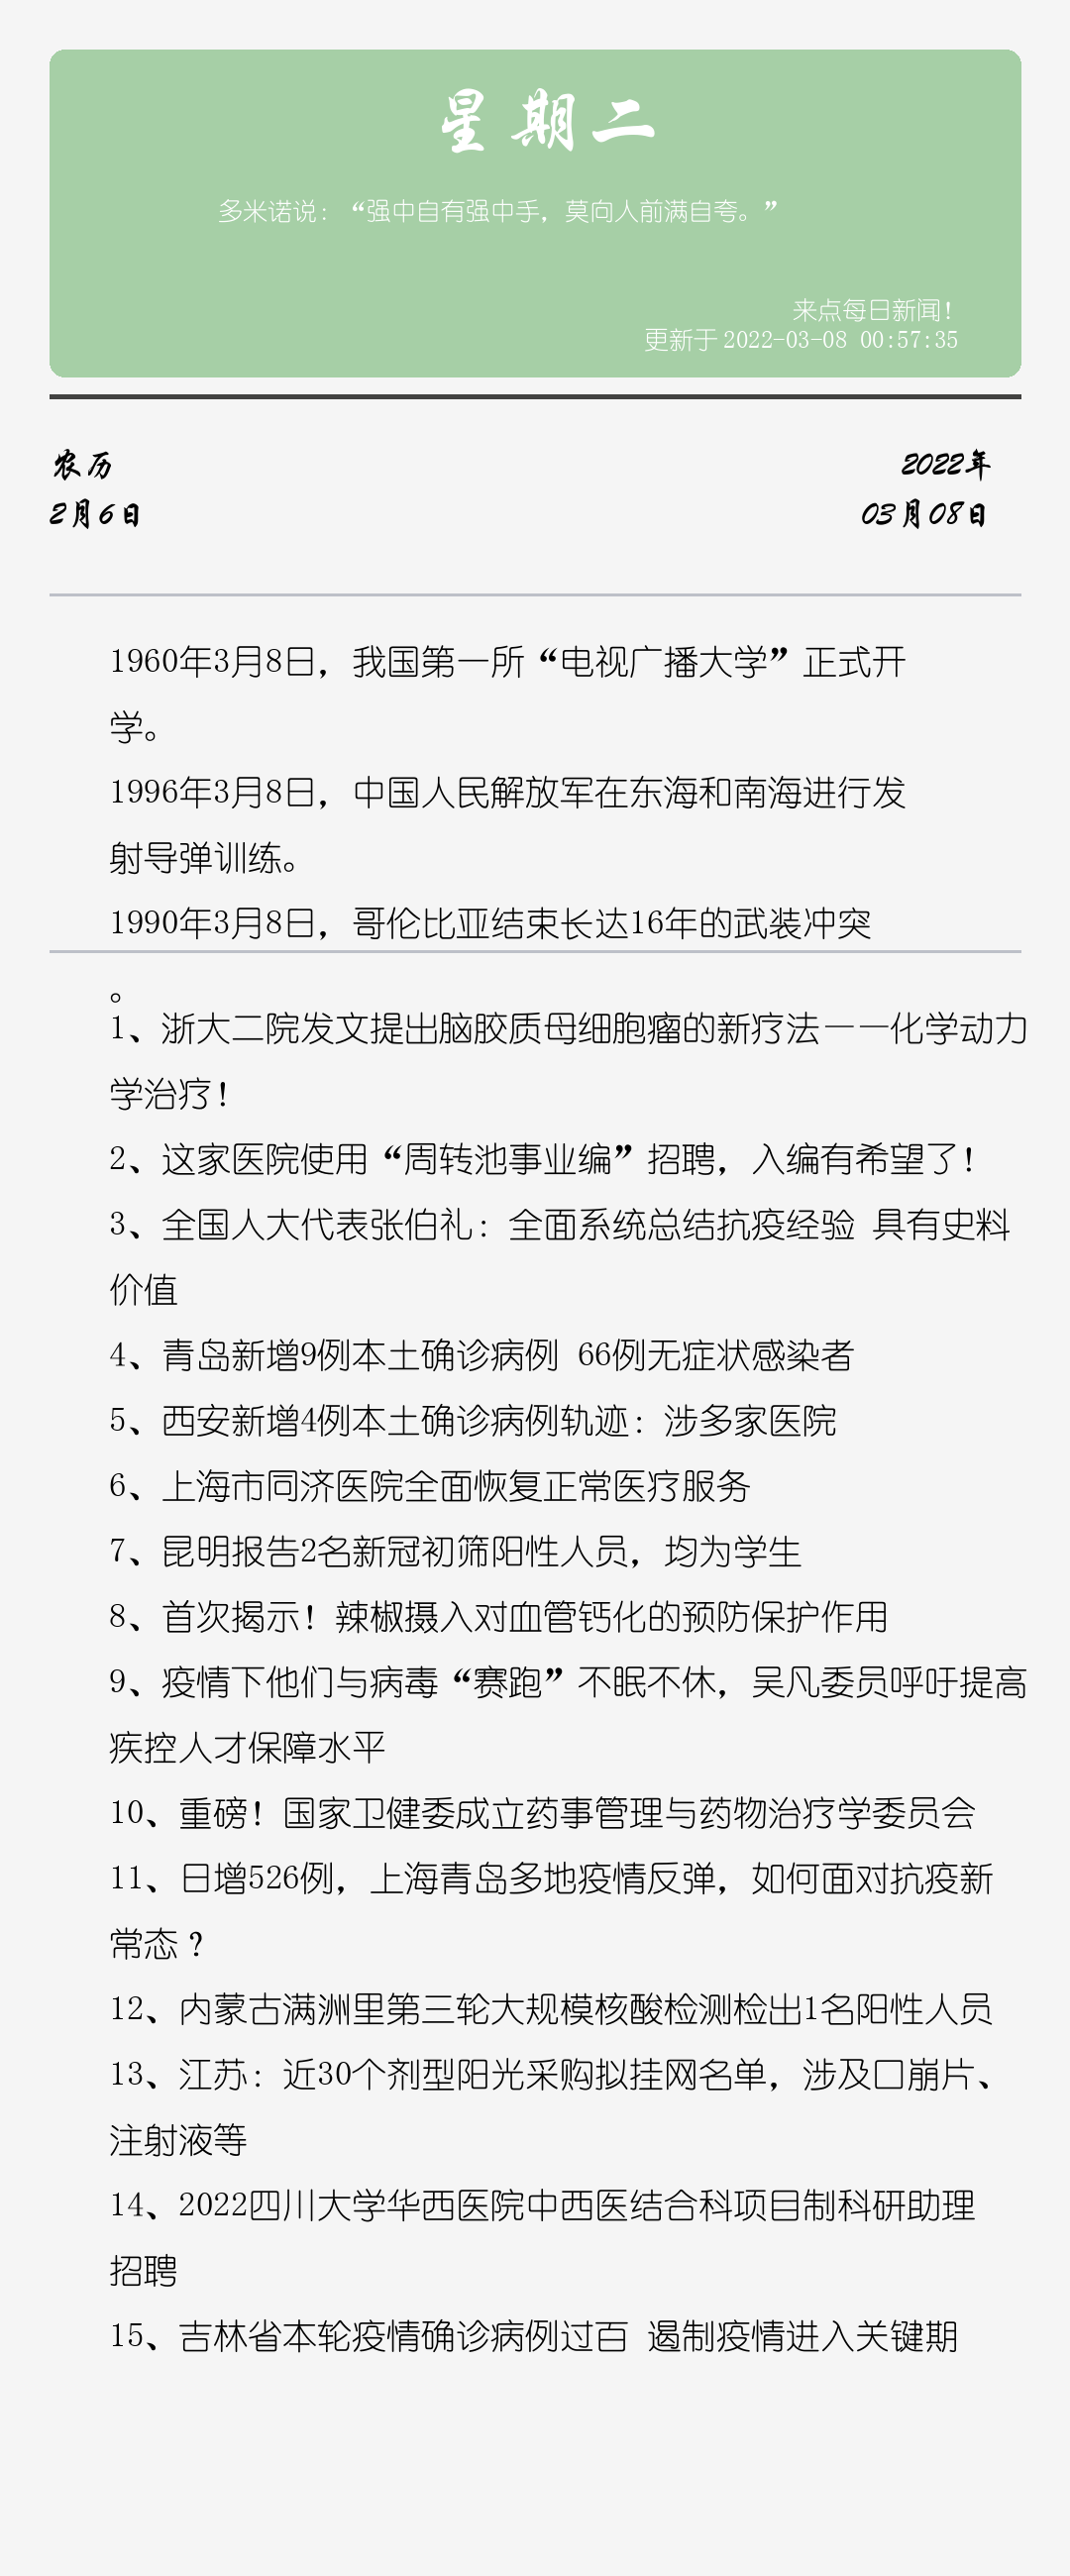 星期二
多米诺说：“强中自有强中手，莫向人前满自夸。”
来点每日新闻！
更新于 2022-03-08 00:57:35
农历
2022年
2月6日
03月08日
1960年3月8日，我国第一所“电视广播大学”正式开
学。
1996年3月8日，中国人民解放军在东海和南海进行发
射导弹训练。
1990年3月8日，哥伦比亚结束长达16年的武装冲突
。
1、浙大二院发文提出脑胶质母细胞瘤的新疗法——化学动力
学治疗！
2、这家医院使用“周转池事业编”招聘，入编有希望了！
3、全国人大代表张伯礼：全面系统总结抗疫经验 具有史料
价值
4、青岛新增9例本土确诊病例 66例无症状感染者
5、西安新增4例本土确诊病例轨迹：涉多家医院
6、上海市同济医院全面恢复正常医疗服务
7、昆明报告2名新冠初筛阳性人员，均为学生
8、首次揭示！辣椒摄入对血管钙化的预防保护作用
9、疫情下他们与病毒“赛跑”不眠不休，吴凡委员呼吁提高
疾控人才保障水平
10、重磅！国家卫健委成立药事管理与药物治疗学委员会
11、日增526例，上海青岛多地疫情反弹，如何面对抗疫新
常态？
12、内蒙古满洲里第三轮大规模核酸检测检出1名阳性人员
13、江苏：近30个剂型阳光采购拟挂网名单，涉及口崩片、
注射液等
14、2022四川大学华西医院中西医结合科项目制科研助理
招聘
15、吉林省本轮疫情确诊病例过百 遏制疫情进入关键期